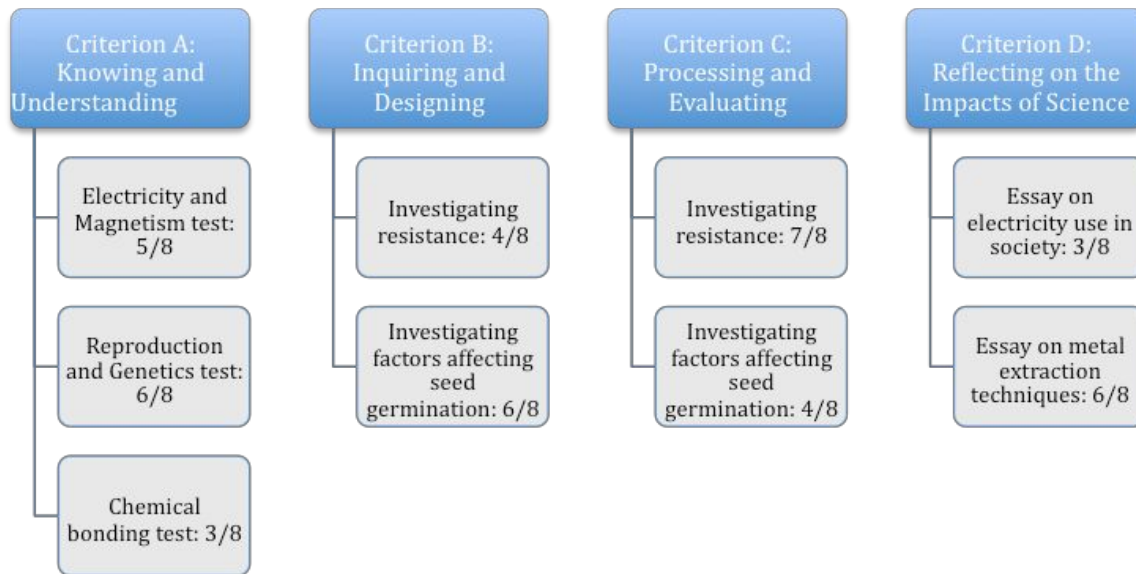 Criterion A:
Knowing and
Understanding
Electricity and
Magnetism test:
5/8
Reproduction
and Genetics test:
6/8
Chemical
bonding test: 3/8
Criterion B:
Inquiring and
Designing
Investigating
resistance: 4/8
Investigating
factors affecting
seed
germination: 6/8
Criterion C:
Processing and
Evaluating
Investigating
resistance: 7/8
Investigating
factors affecting
seed
germination: 4/8
Criterion D:
Reflecting on the
Impacts of Science
Essay on
electricity use in
society: 3/8
Essay on metal
extraction
techniques: 6/8